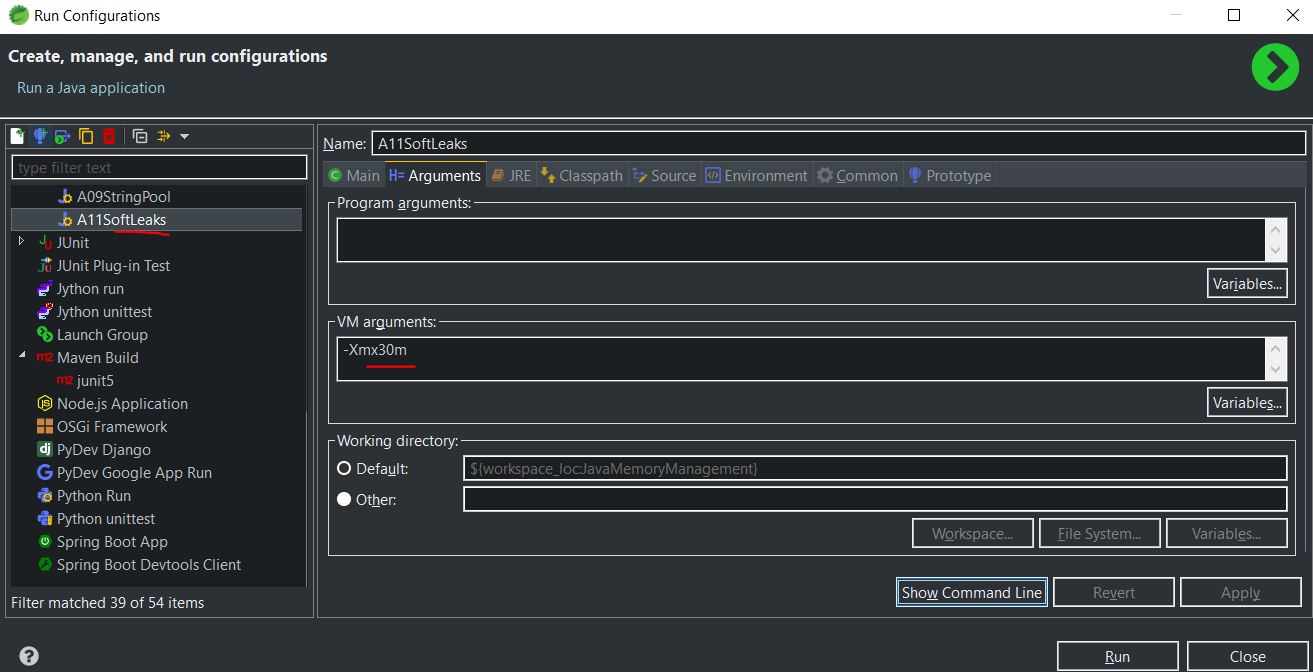 Run Configurations
Create, manage, and run configurations
Run a Java application
type filter text
A09StringPool
A11SoftLeaks
JUnit
JUnit Plug-in Test
Jython run
Jython unittest
Launch Group
m2 Maven Build
m2 junit5
Node.js Application
OSGi Framework
dj PyDev Django
PyDev Google App Run
Python Run
Python unittest
Spring Boot App
Spring Boot Devtools Client
Filter matched 39 of 54 items
Name: A11SoftLeaks
Main Arguments JRE Classpath Source Environment Common Prototype
Program arguments:
Variables...
VM arguments:
-Xmx30m
Variables...
Working directory:
Default: ${workspace_loc:JavaMemoryManagement}
Other:
Workspace... File System... Variables...
Show Command Line Revert Apply
? Run Close